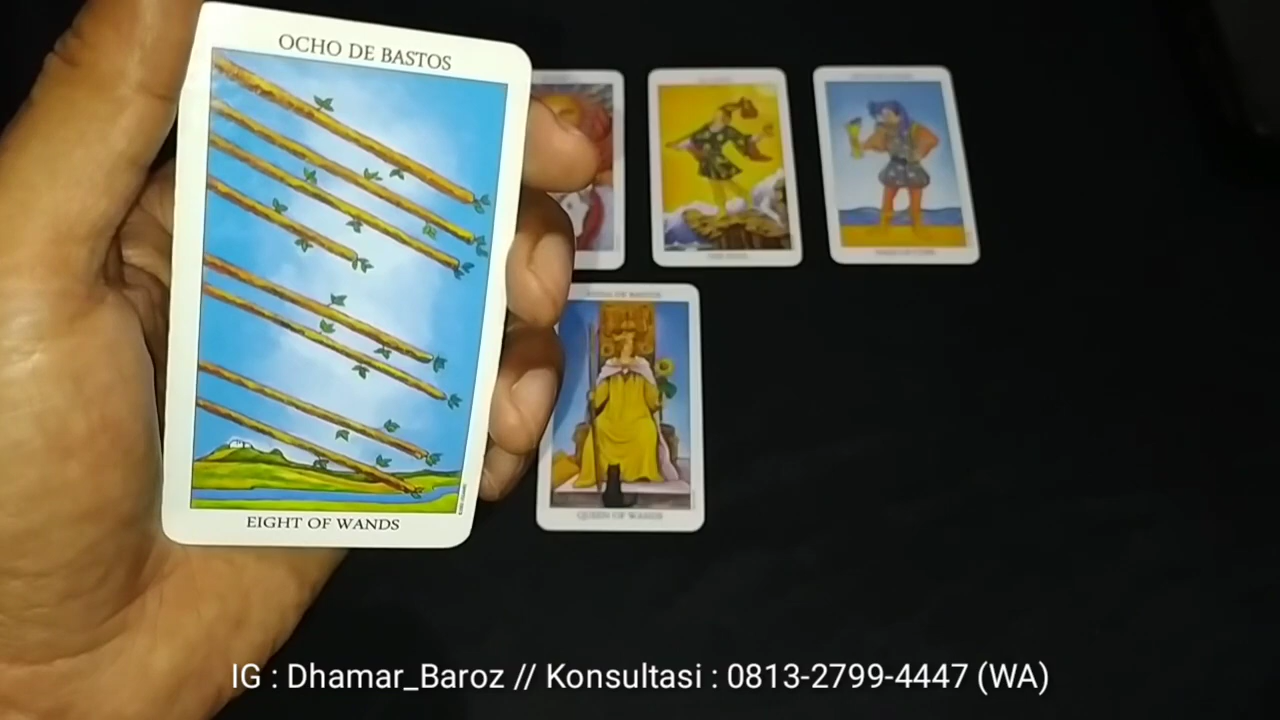 OCHO DE BASTOS
EIGHT OF WANDS
QUEEN OF WANDS
IG : Dhamar_Baroz // Konsultasi : 0813-2799-4447 (WA)